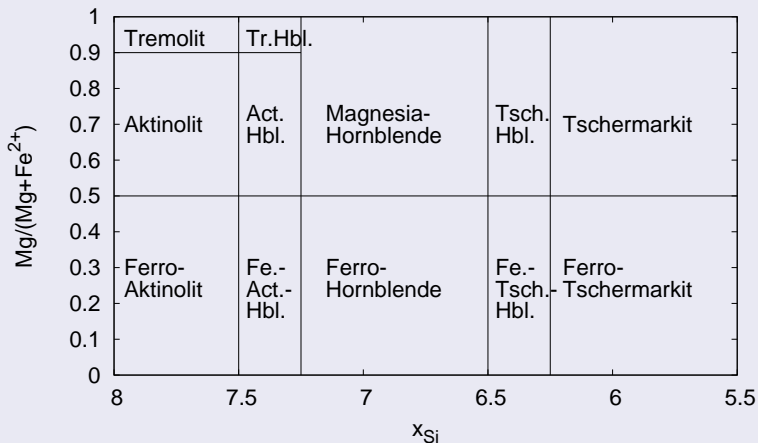 1
Tremolit Tr.Hbl.
0.9
0.8
Aktinolit Act. Hbl. Magnesia-Hornblende Tsch. Hbl. Tschermarkit
0.7
0.6
0.5
0.4
Ferro-Aktinolit Fe.-Act.-Hbl. Ferro-Hornblende Fe.-Tsch.-Hbl. Ferro-Tschermarkit
0.3
0.2
0.1
0
8 7.5 7 6.5 6 5.5
Mg/(Mg+Fe2+)
xSi